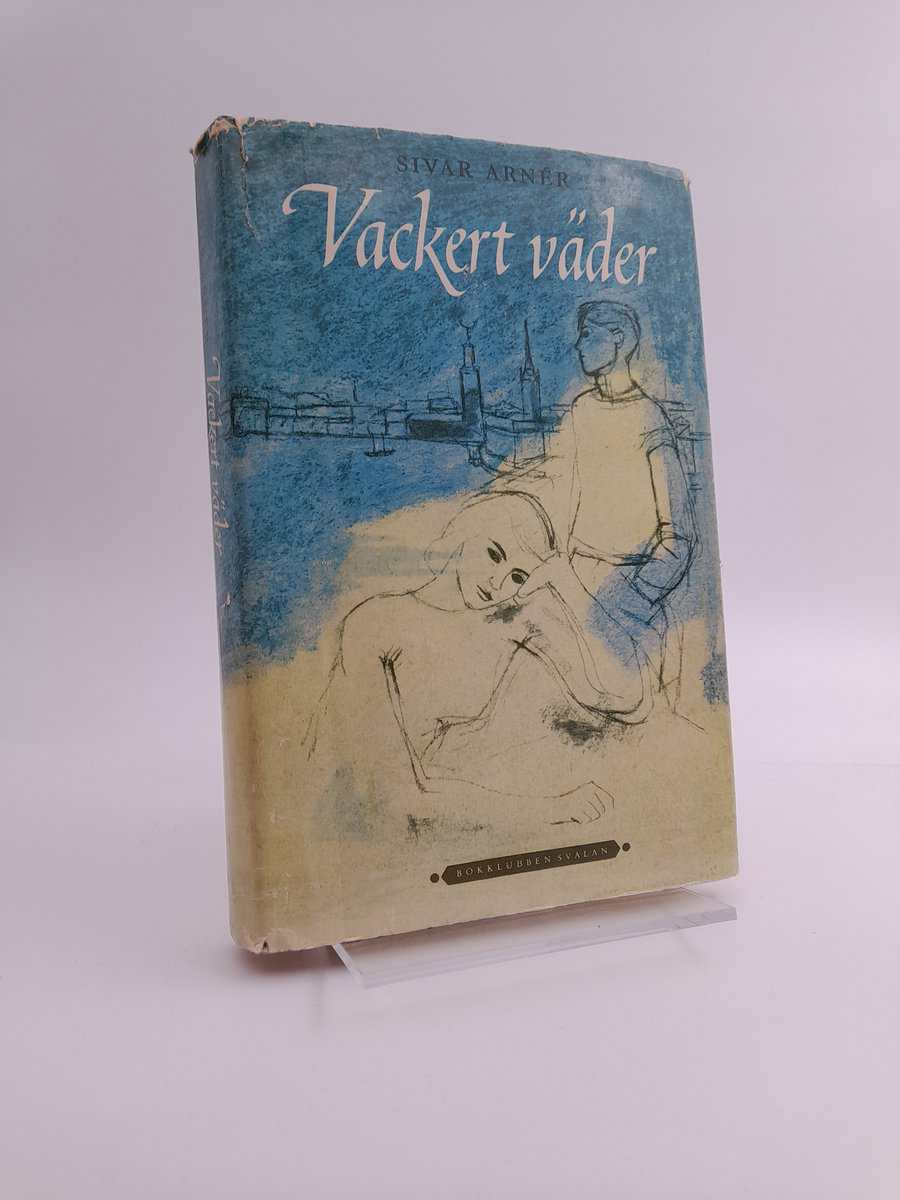 SIVAR ARNÉR
Vackert väder
BOKKLUBBEN SVALAN
Vackert väder